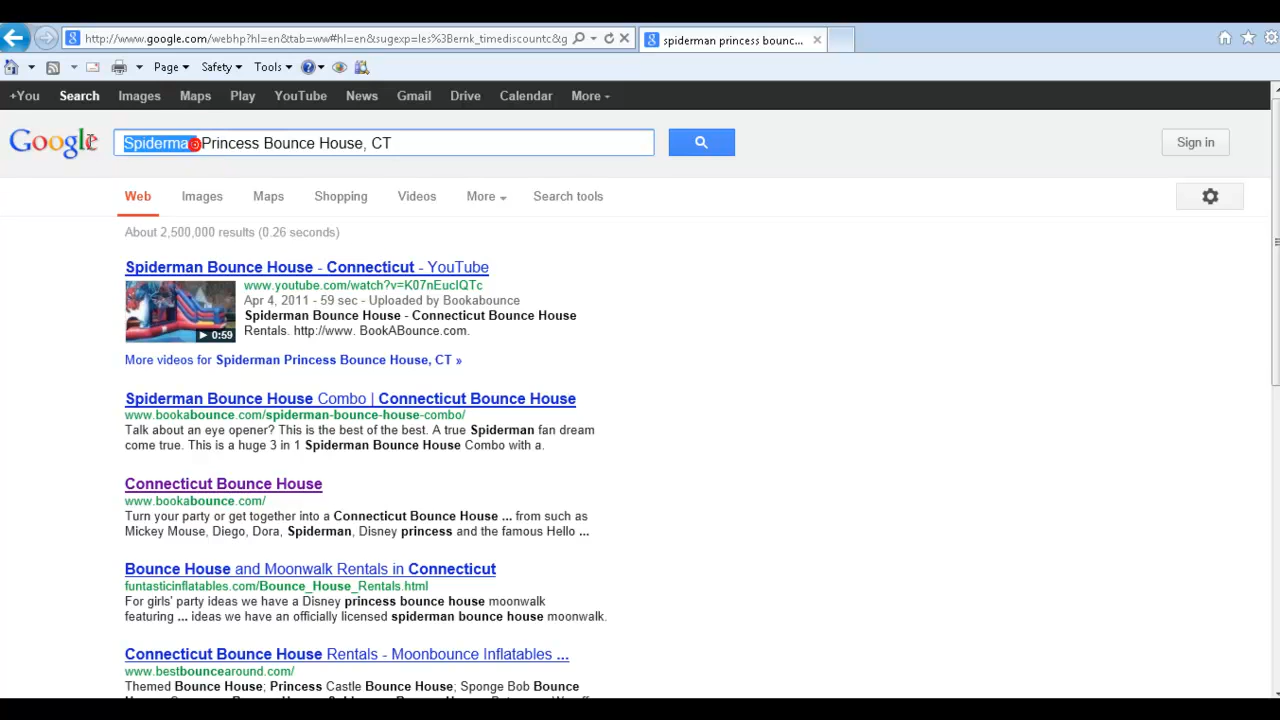 http://www.google.com/webhp?hl=en&tab=ww#hl=en&sugexp=les%3Bernk_timediscountc&g
spiderman princess bounc...
Page
Safety
Tools
+You Search Images Maps Play YouTube News Gmail Drive Calendar More
Google
Spiderman Princess Bounce House, CT
Sign in
Web Images Maps Shopping Videos More Search tools
About 2,500,000 results (0.26 seconds)
Spiderman Bounce House - Connecticut - YouTube
www.youtube.com/watch?v=K07nEucIQTc
Apr 4, 2011 - 59 sec - Uploaded by Bookabounce
Spiderman Bounce House - Connecticut Bounce House
Rentals. http://www. BookABounce.com.
0:59
More videos for Spiderman Princess Bounce House, CT »
Spiderman Bounce House Combo | Connecticut Bounce House
www.bookabounce.com/spiderman-bounce-house-combo/
Talk about an eye opener? This is the best of the best. A true Spiderman fan dream
come true. This is a huge 3 in 1 Spiderman Bounce House Combo with a.
Connecticut Bounce House
www.bookabounce.com/
Turn your party or get together into a Connecticut Bounce House ... from such as
Mickey Mouse, Diego, Dora, Spiderman, Disney princess and the famous Hello ...
Bounce House and Moonwalk Rentals in Connecticut
funtasticinflatables.com/Bounce_House_Rentals.html
For girls' party ideas we have a Disney princess bounce house moonwalk
featuring ... ideas we have an officially licensed spiderman bounce house moonwalk.
Connecticut Bounce House Rentals - Moonbounce Inflatables ...
www.bestbouncearound.com/
Themed Bounce House; Princess Castle Bounce House; Sponge Bob Bounce